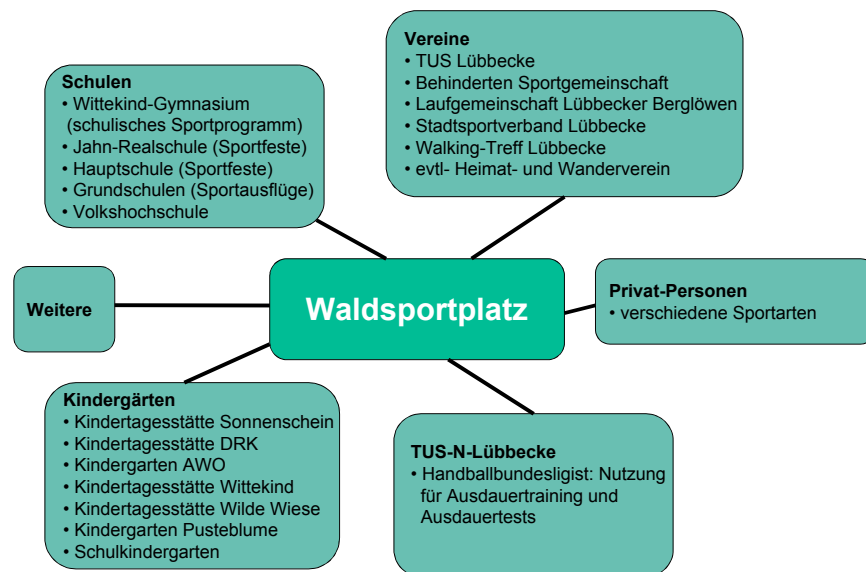 Schulen
• Wittekind-Gymnasium
(schulisches Sportprogramm)
• Jahn-Realschule (Sportfeste)
• Hauptschule (Sportfeste)
• Grundschulen (Sportausflüge)
• Volkshochschule
Vereine
• TUS Lübbecke
• Behinderten Sportgemeinschaft
• Laufgemeinschaft Lübbecker Berglöwen
• Stadtsportverband Lübbecke
• Walking-Treff Lübbecke
• evtl- Heimat- und Wanderverein
Weitere
Waldsportplatz
Privat-Personen
• verschiedene Sportarten
Kindergärten
• Kindertagesstätte Sonnenschein
• Kindertagesstätte DRK
• Kindergarten AWO
• Kindertagesstätte Wittekind
• Kindertagesstätte Wilde Wiese
• Kindergarten Pusteblume
• Schulkindergarten
TUS-N-Lübbecke
• Handballbundesligist: Nutzung
für Ausdauertraining und
Ausdauertests